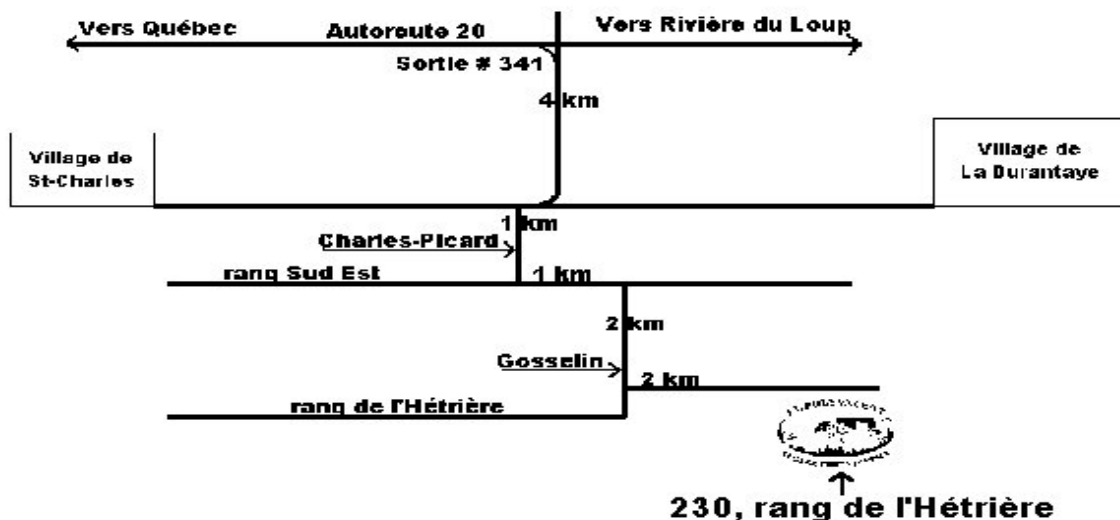 Vers Québec
Autoroute 20
Vers Rivière du Loup
Sortie # 341
4 km
Village de
St-Charles
Village de
La Durantaye
1 km
Charles-Picard
rang Sud Est
1 km
2 km
Gosselin
2 km
rang de l'Hétrière
230, rang de l'Hétrière